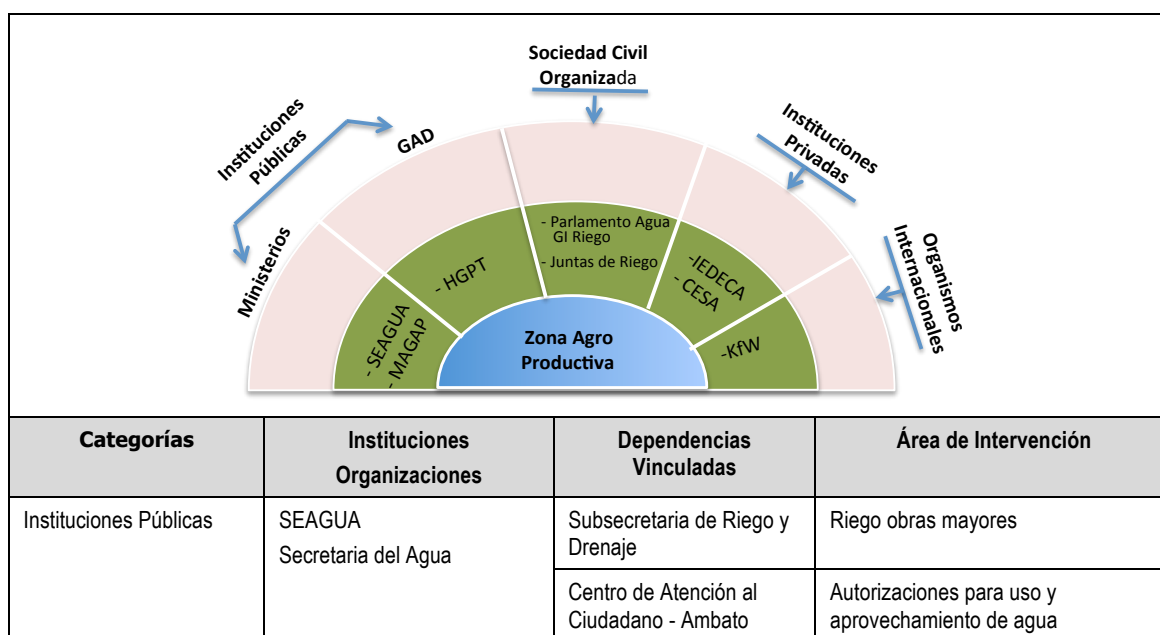 Sociedad Civil
Organizada
Instituciones
Públicas
GAD
Instituciones
Privadas
Ministerios
Organismos
Internacionales
- SEAGUA
- MAGAP
- HGPT
- Parlamento Agua
GI Riego
- Juntas de Riego
-IEDECA
- CESA
-KfW
Zona Agro
Productiva
Categorías
Instituciones
Organizaciones
Dependencias
Vinculadas
Área de Intervención
Instituciones Públicas
SEAGUA
Secretaria del Agua
Subsecretaria de Riego y
Drenaje
Riego obras mayores
Centro de Atención al
Ciudadano - Ambato
Autorizaciones para uso y
aprovechamiento de agua